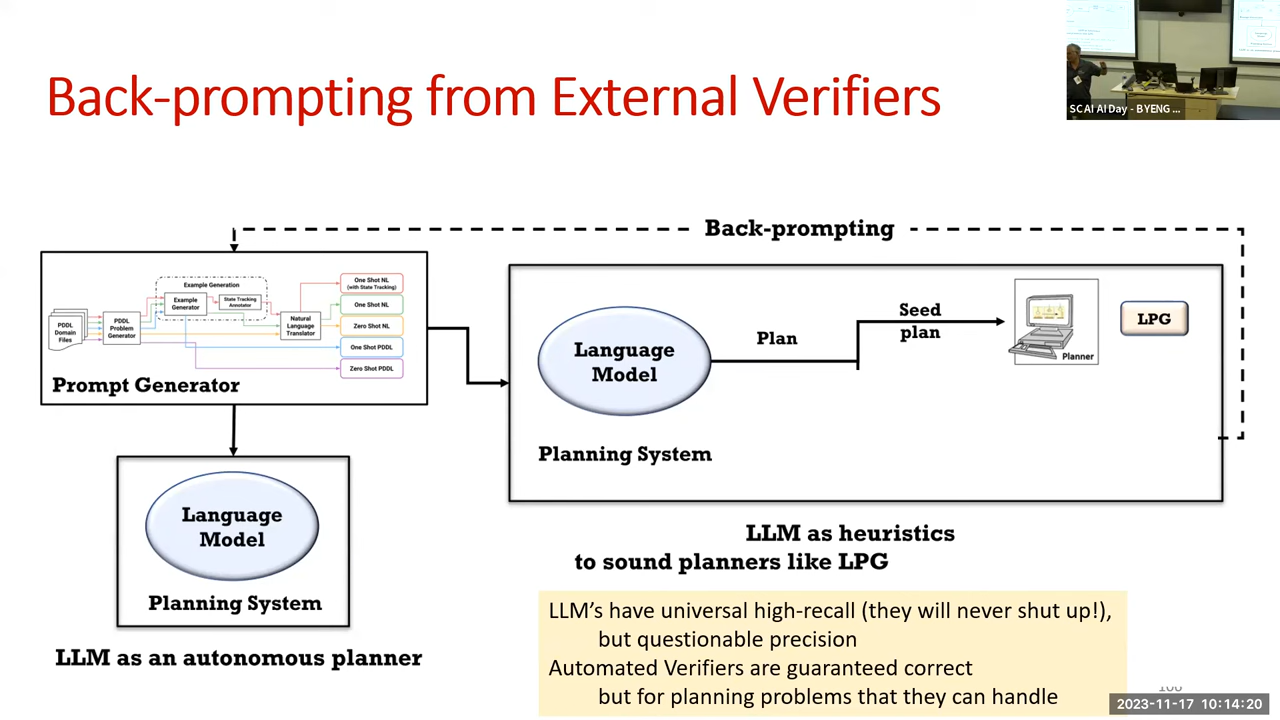 Back-prompting from External Verifiers
SCAI AI Day - BYENG ...
Back-prompting
Example Generation
Example
Generator
State Tracking
Annotator
PDDL
Domain
Files
PDDL
Problem
Generator
Natural
Language
Translator
One Shot NL
(with State Tracking)
One Shot NL
Zero Shot NL
One Shot PDDL
Zero Shot PDDL
Prompt Generator
Language
Model
Plan
Seed
plan
Planner
LPG
Planning System
Language
Model
Planning System
LLM as an autonomous planner
LLM as heuristics
to sound planners like LPG
LLM's have universal high-recall (they will never shut up!),
but questionable precision
Automated Verifiers are guaranteed correct
but for planning problems that they can handle
2023-11-17 10:14:20